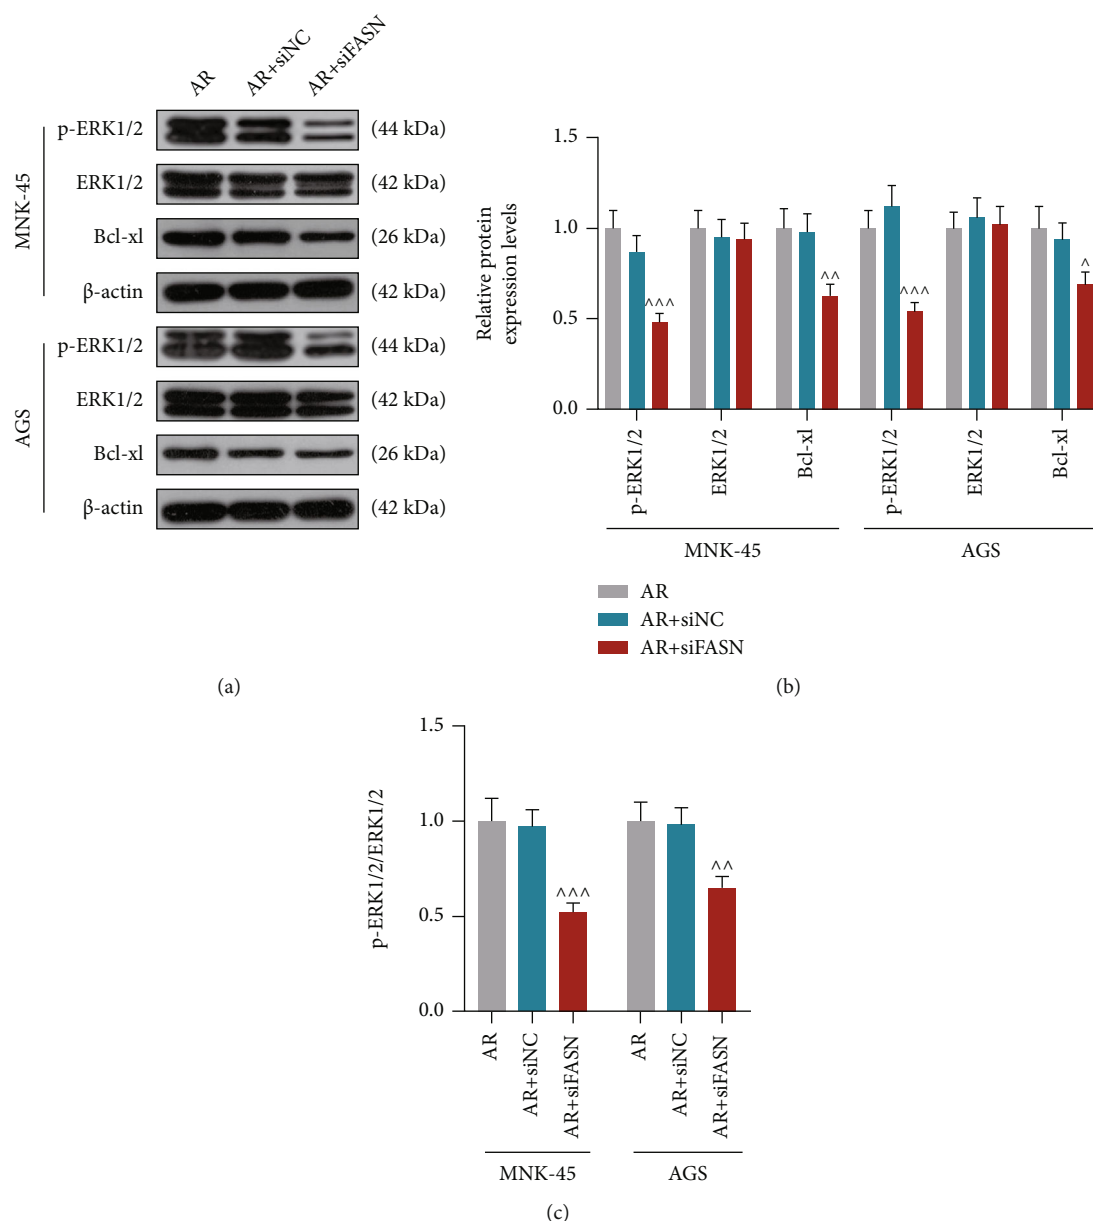 AR
AR+siNC
AR+siFASN
MNK-45
p-ERK1/2
(44 kDa)
ERK1/2
(42 kDa)
Bcl-xl
(26 kDa)
β-actin
(42 kDa)
AGS
p-ERK1/2
(44 kDa)
ERK1/2
(42 kDa)
Bcl-xl
(26 kDa)
β-actin
(42 kDa)
(a)
Relative protein
expression levels
1.5
1.0
0.5
0.0
^^^
^^
^^^
^
p-ERK1/2
ERK1/2
Bcl-xl
p-ERK1/2
ERK1/2
Bcl-xl
MNK-45
AGS
AR
AR+siNC
AR+siFASN
(b)
p-ERK1/2/ERK1/2
1.5
1.0
0.5
0.0
^^^
^^
AR
AR+siNC
AR+siFASN
AR
AR+siNC
AR+siFASN
MNK-45
AGS
(c)